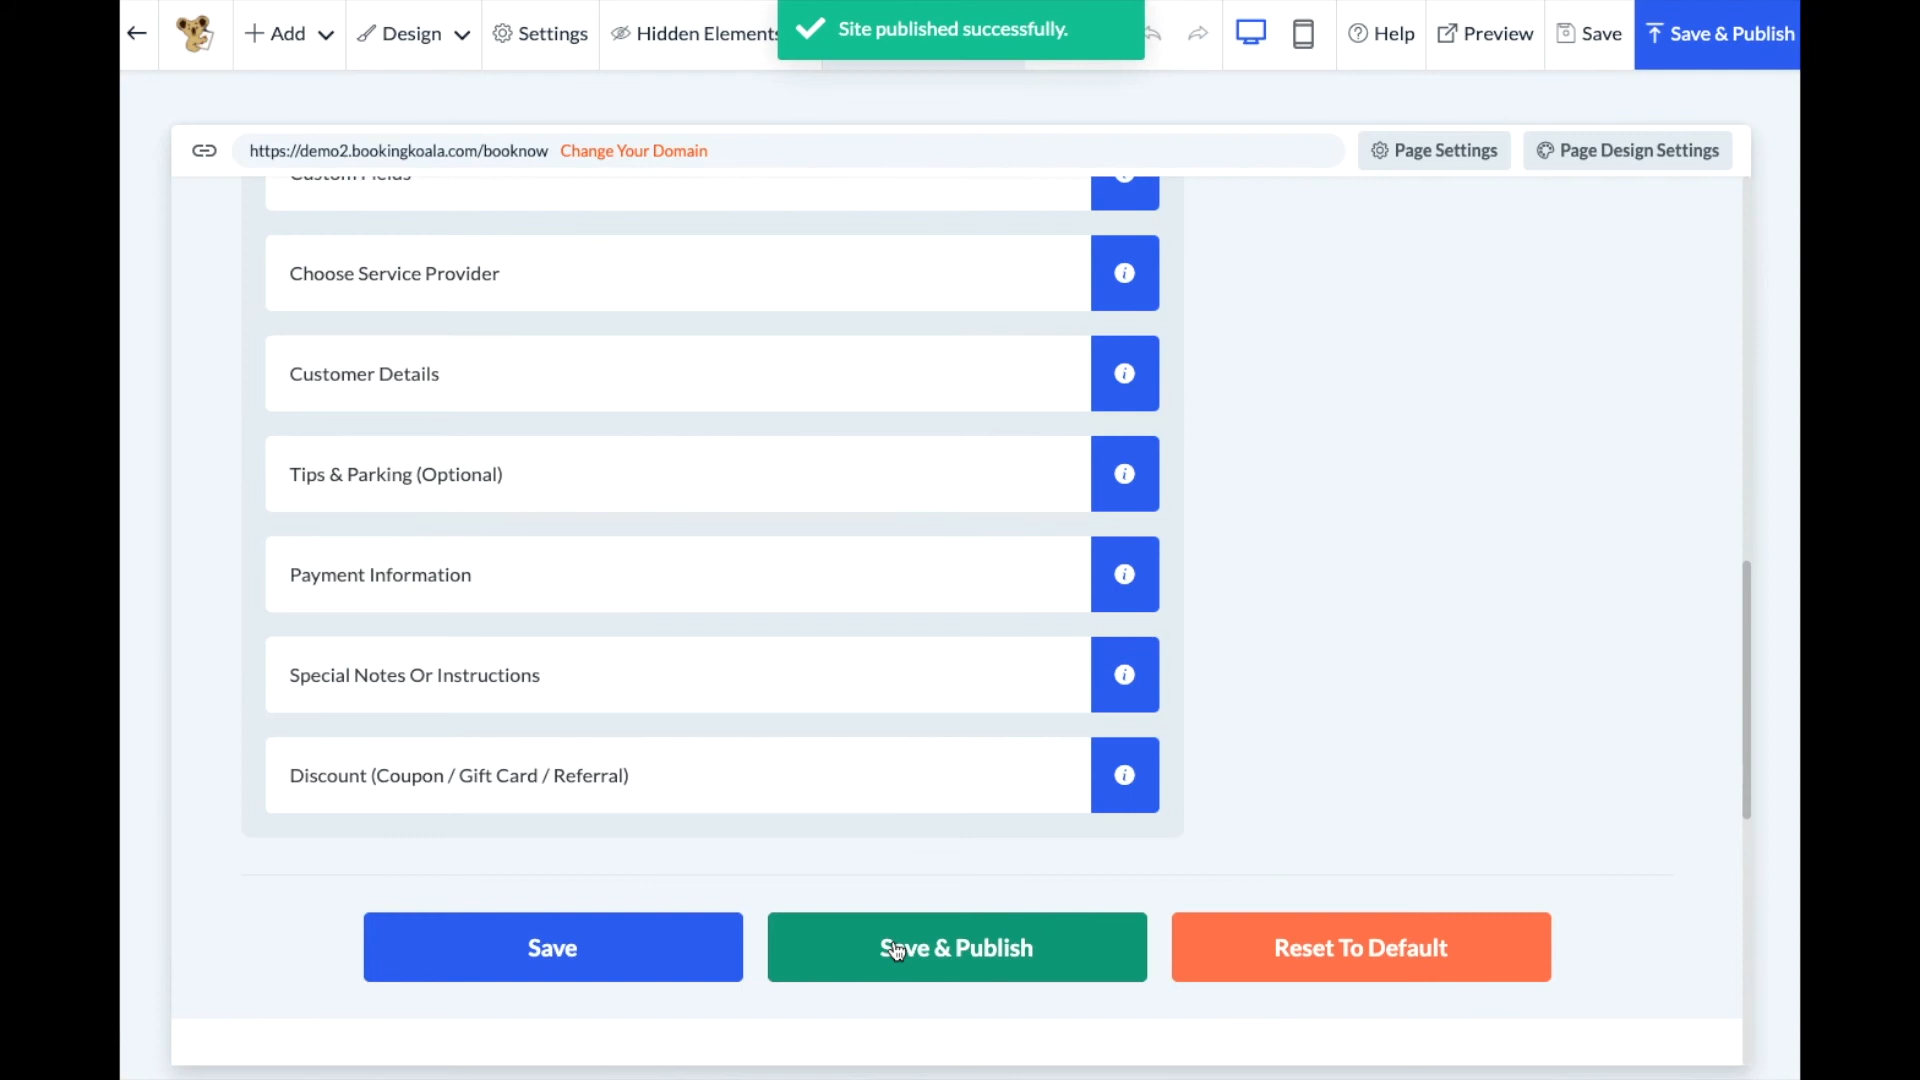 Add
Design
Settings
Hidden Elements
Site published successfully.
Help
Preview
Save
Save & Publish
https://demo2.bookingkoala.com/booknow
Change Your Domain
Page Settings
Page Design Settings
Custom Fields
Choose Service Provider
Customer Details
Tips & Parking (Optional)
Payment Information
Special Notes Or Instructions
Discount (Coupon / Gift Card / Referral)
Save
Save & Publish
Reset To Default